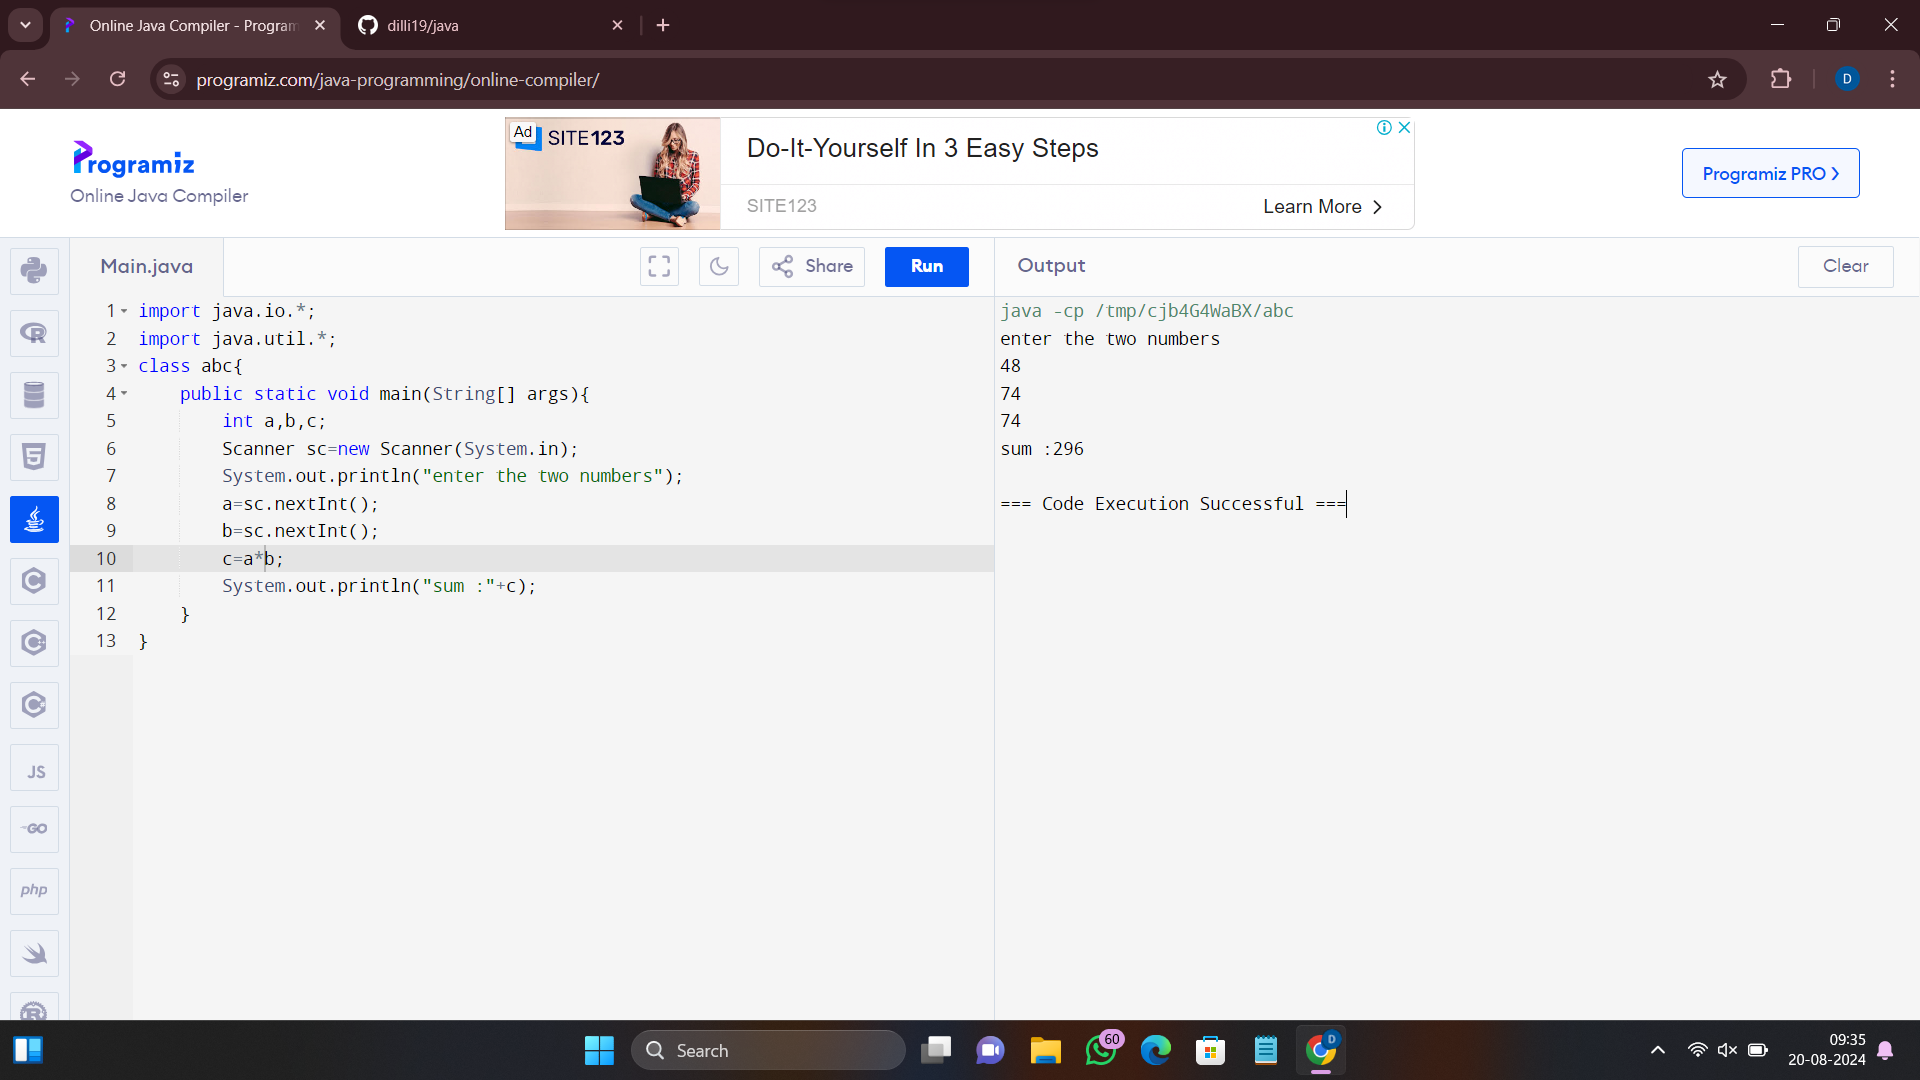 Online Java Compiler - Program
dilli19/java
programiz.com/java-programming/online-compiler/
D
Programiz
Online Java Compiler
Ad
SITE123
Do-It-Yourself In 3 Easy Steps
SITE123
Learn More
Programiz PRO
Main.java
Share
Run
Output
Clear
1 import java.io.*;
2 import java.util.*;
3 class abc{
4 public static void main(String[] args){
5 int a,b,c;
6 Scanner sc=new Scanner(System.in);
7 System.out.println("enter the two numbers");
8 a=sc.nextInt();
9 b=sc.nextInt();
10 c=a*b;
11 System.out.println("sum :"+c);
12 }
13 }
java -cp /tmp/cjb4G4WaBX/abc
enter the two numbers
48
74
74
sum :296
=== Code Execution Successful ===
R
5
C
C
C
JS
GO
php
R
Search
60
D
09:35
20-08-2024